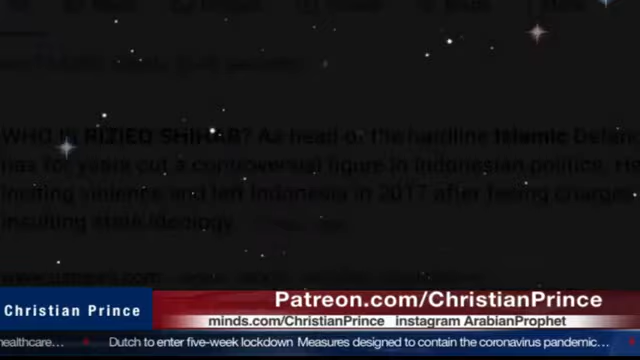 WHO IS RIZIEQ SHIHAB? As head of the hardline Islamic Defen
has for years cut a controversial figure in Indonesian politics. He
inciting violence and left Indonesia in 2017 after facing charges
insulting state ideology.
Christian Prince
Patreon.com/ChristianPrince
minds.com/ChristianPrince instagram ArabianProphet
healthcare... Dutch to enter five-week lockdown Measures designed to contain the coronavirus pandemic...